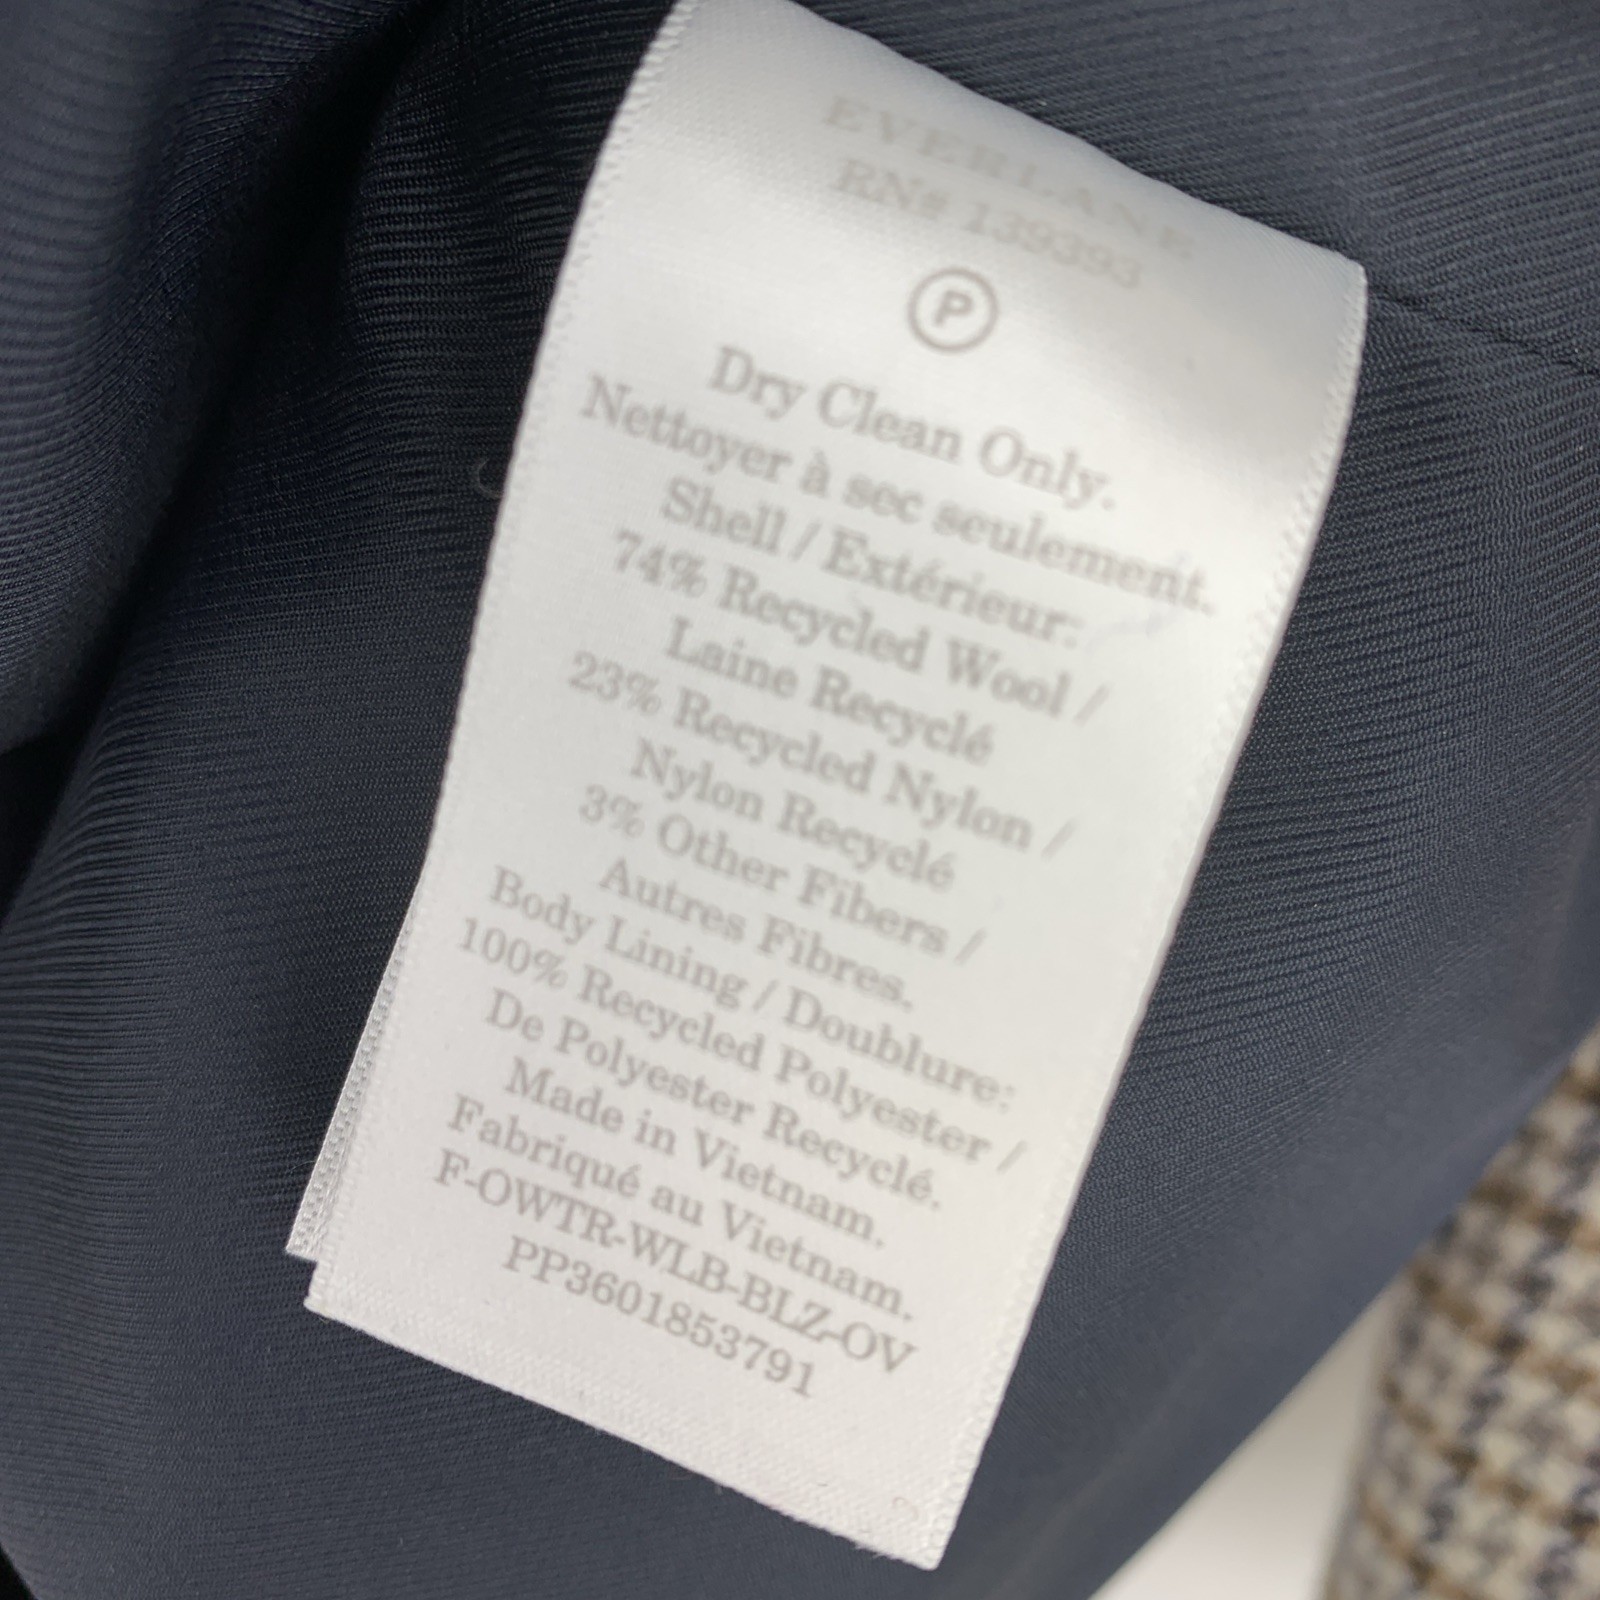 EVERLANE
RN# 139393
P
Dry Clean Only.
Nettoyer à sec seulement.
Shell / Extérieur:
74% Recycled Wool /
Laine Recyclé
23% Recycled Nylon /
Nylon Recyclé
3% Other Fibers /
Autres Fibres.
Body Lining / Doublure:
100% Recycled Polyester /
De Polyester Recyclé.
Made in Vietnam.
Fabriqué au Vietnam.
F-OWTR-WLB-BLZ-OV
PP3601853791